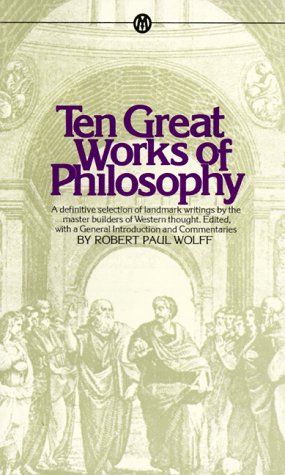 Ten Great
Works of
Philosophy
A definitive selection of landmark writings by the
master builders of Western thought. Edited,
with a General Introduction and Commentaries
BY ROBERT PAUL WOLFF